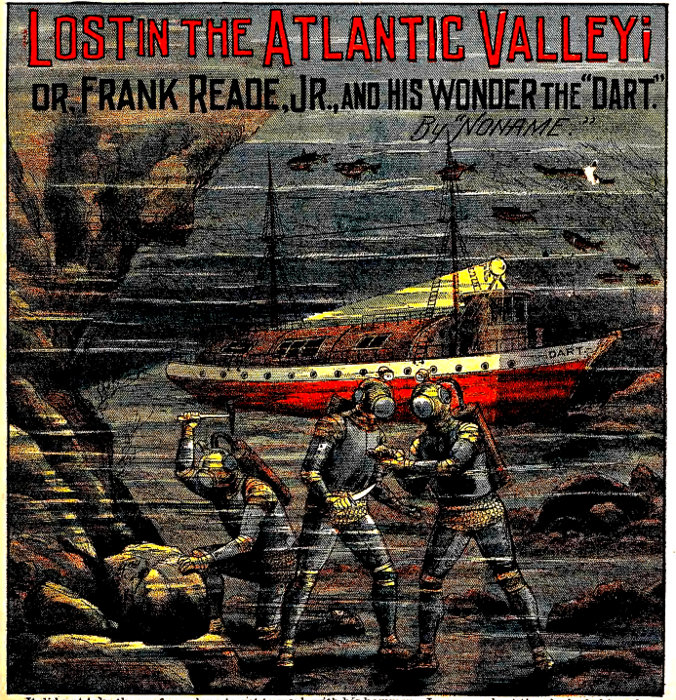 LOST IN THE ATLANTIC VALLEY;
OR, FRANK READE, JR., AND HIS WONDER THE "DART."
By "NONAME."
DART